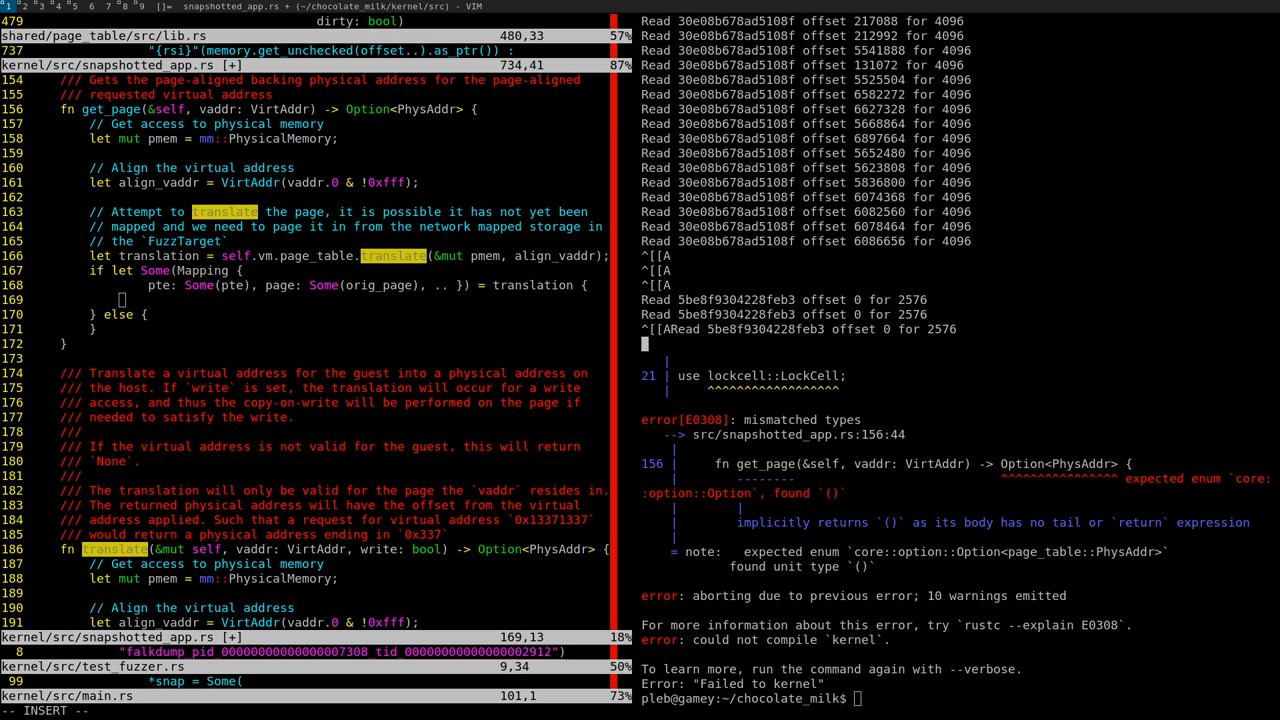 1 2 3 4 5 6 7 8 9 []= snapshotted_app.rs + (~/chocolate_milk/kernel/src) - VIM
479 dirty: bool)
shared/page_table/src/lib.rs 480,33 57%
737 "{rsi}"(memory.get_unchecked(offset..).as_ptr()) :
kernel/src/snapshotted_app.rs [+] 734,41 87%
154 /// Gets the page-aligned backing physical address for the page-aligned
155 /// requested virtual address
156 fn get_page(&self, vaddr: VirtAddr) -> Option<PhysAddr> {
157 // Get access to physical memory
158 let mut pmem = mm::PhysicalMemory;
159
160 // Align the virtual address
161 let align_vaddr = VirtAddr(vaddr.0 & !0xfff);
162
163 // Attempt to translate the page, it is possible it has not yet been
164 // mapped and we need to page it in from the network mapped storage in
165 // the `FuzzTarget`
166 let translation = self.vm.page_table.translate(&mut pmem, align_vaddr);
167 if let Some(Mapping {
168 pte: Some(pte), page: Some(orig_page), .. }) = translation {
169
170 } else {
171 }
172 }
173
174 /// Translate a virtual address for the guest into a physical address on
175 /// the host. If `write` is set, the translation will occur for a write
176 /// access, and thus the copy-on-write will be performed on the page if
177 /// needed to satisfy the write.
178 ///
179 /// If the virtual address is not valid for the guest, this will return
180 /// `None`.
181 ///
182 /// The translation will only be valid for the page the `vaddr` resides in.
183 /// The returned physical address will have the offset from the virtual
184 /// address applied. Such that a request for virtual address `0x13371337`
185 /// would return a physical address ending in `0x337`
186 fn translate(&mut self, vaddr: VirtAddr, write: bool) -> Option<PhysAddr> {
187 // Get access to physical memory
188 let mut pmem = mm::PhysicalMemory;
189
190 // Align the virtual address
191 let align_vaddr = VirtAddr(vaddr.0 & !0xfff);
kernel/src/snapshotted_app.rs [+] 169,13 18%
8 "falkdump_pid_00000000000000007308_tid_00000000000000002912")
kernel/src/test_fuzzer.rs 9,34 50%
99 *snap = Some(
kernel/src/main.rs 101,1 73%
-- INSERT --
Read 30e08b678ad5108f offset 217088 for 4096
Read 30e08b678ad5108f offset 212992 for 4096
Read 30e08b678ad5108f offset 5541888 for 4096
Read 30e08b678ad5108f offset 131072 for 4096
Read 30e08b678ad5108f offset 5525504 for 4096
Read 30e08b678ad5108f offset 6582272 for 4096
Read 30e08b678ad5108f offset 6627328 for 4096
Read 30e08b678ad5108f offset 5668864 for 4096
Read 30e08b678ad5108f offset 6897664 for 4096
Read 30e08b678ad5108f offset 5652480 for 4096
Read 30e08b678ad5108f offset 5623808 for 4096
Read 30e08b678ad5108f offset 5836800 for 4096
Read 30e08b678ad5108f offset 6074368 for 4096
Read 30e08b678ad5108f offset 6082560 for 4096
Read 30e08b678ad5108f offset 6078464 for 4096
Read 30e08b678ad5108f offset 6086656 for 4096
^[[A
^[[A
^[[A
Read 5be8f9304228feb3 offset 0 for 2576
Read 5be8f9304228feb3 offset 0 for 2576
^[[ARead 5be8f9304228feb3 offset 0 for 2576
|
21 | use lockcell::LockCell;
| ^^^^^^^^^^^^^^^^^^
error[E0308]: mismatched types
--> src/snapshotted_app.rs:156:44
|
156 | fn get_page(&self, vaddr: VirtAddr) -> Option<PhysAddr> {
| -------- ^^^^^^^^^^^^^^^^ expected enum `core:
:option::Option`, found `()`
| |
| implicitly returns `()` as its body has no tail or `return` expression
|
= note: expected enum `core::option::Option<page_table::PhysAddr>`
found unit type `()`
error: aborting due to previous error; 10 warnings emitted
For more information about this error, try `rustc --explain E0308`.
error: could not compile `kernel`.
To learn more, run the command again with --verbose.
Error: "Failed to kernel"
pleb@gamey:~/chocolate_milk$